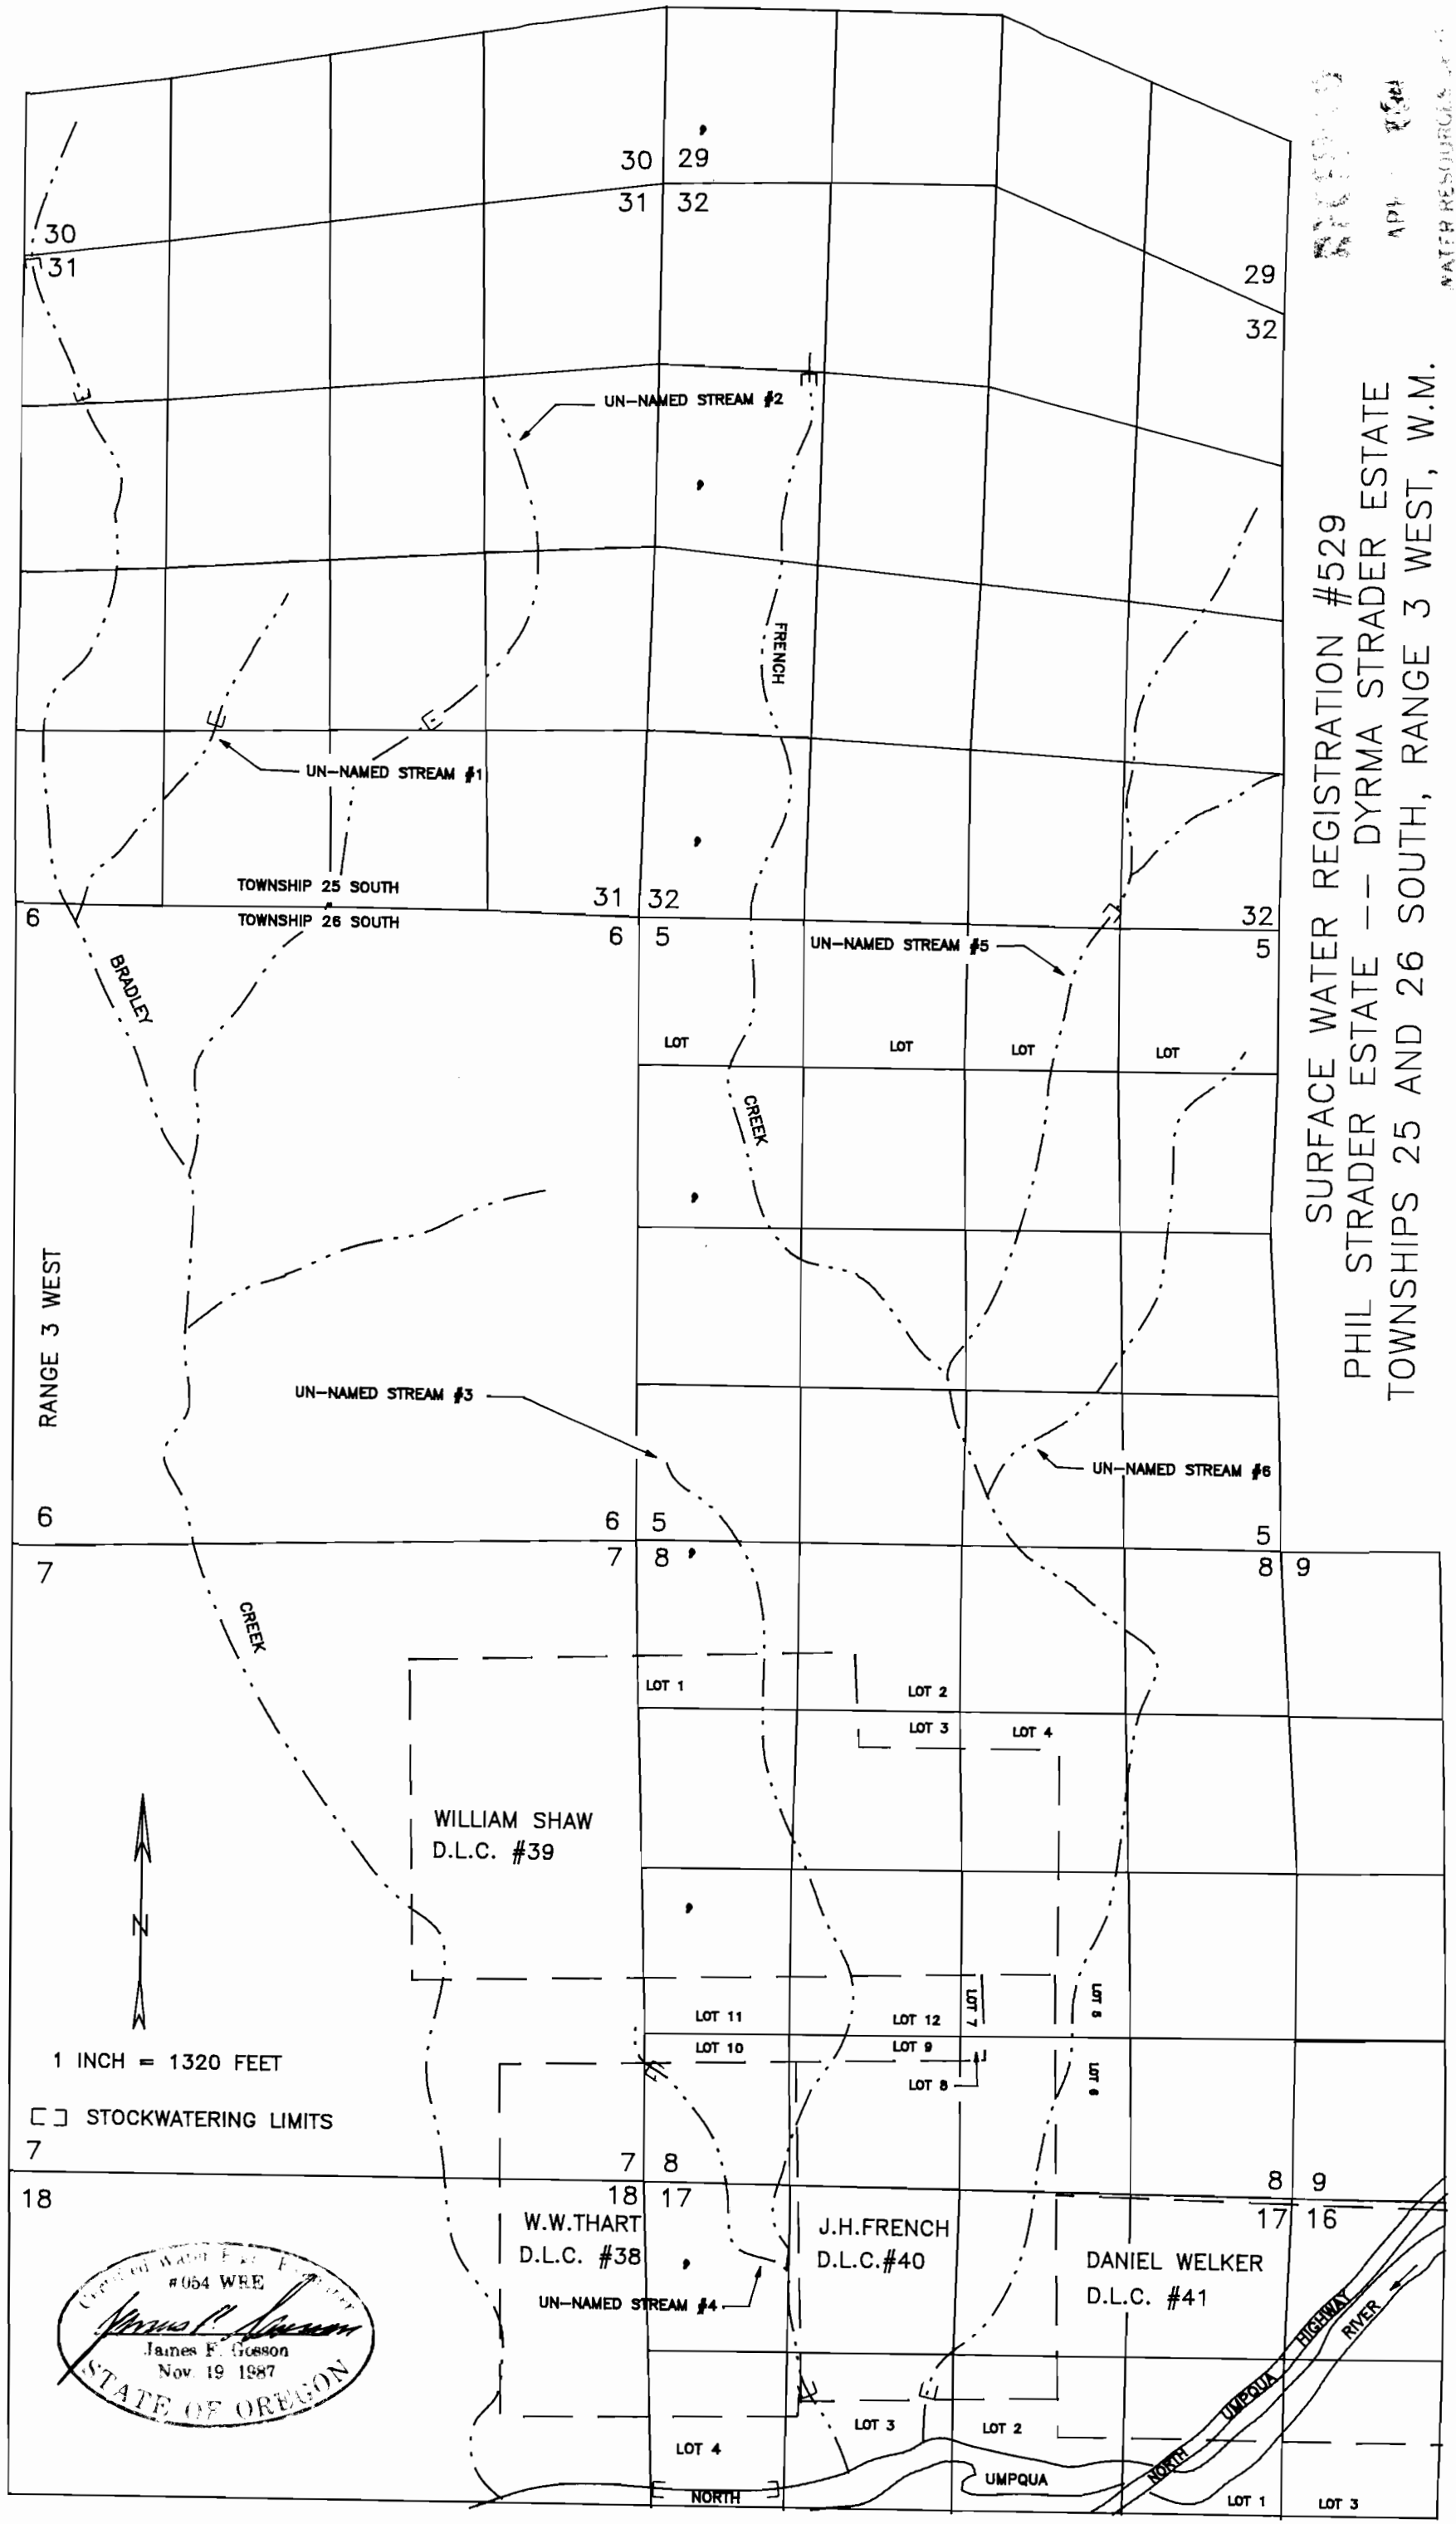 30 29
31 32
30
31
29
32
UN-NAMED STREAM #2
FRENCH
UN-NAMED STREAM #1
TOWNSHIP 25 SOUTH
TOWNSHIP 26 SOUTH
31 32
6 5
6
32
5
UN-NAMED STREAM #5
BRADLEY
LOT LOT LOT LOT
CREEK
RANGE 3 WEST
UN-NAMED STREAM #3
UN-NAMED STREAM #6
6
7
6 5
7 8
5
8 9
CREEK
LOT 1
LOT 2
LOT 3 LOT 4
WILLIAM SHAW
D.L.C. #39
N
LOT 11 LOT 12 LOT 7 LOT 5
LOT 10 LOT 9
LOT 8 LOT 6
1 INCH = 1320 FEET
[ ] STOCKWATERING LIMITS
7
18
7 8
18 17
8 9
17 16
W.W.THART
D.L.C. #38
J.H.FRENCH
D.L.C.#40
DANIEL WELKER
D.L.C. #41
UN-NAMED STREAM #4
#054 WRE
James F. Gosson
Nov. 19 1987
STATE OF OREGON
HIGHWAY
RIVER
UMPQUA
NORTH
LOT 3 LOT 2
LOT 4
UMPQUA
NORTH
LOT 1 LOT 3
SURFACE WATER REGISTRATION #529
PHIL STRADER ESTATE -- DYRMA STRADER ESTATE
TOWNSHIPS 25 AND 26 SOUTH, RANGE 3 WEST, W.M.
WATER RESOURCES